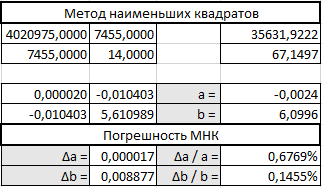 Метод наименьших квадратов
4020975,0000 7455,0000 35631,9222
7455,0000 14,0000 67,1497
0,000020 -0,010403 a = -0,0024
-0,010403 5,610989 b = 6,0996
Погрешность МНК
Δa = 0,000017 Δa / a = 0,6769%
Δb = 0,008877 Δb / b = 0,1455%